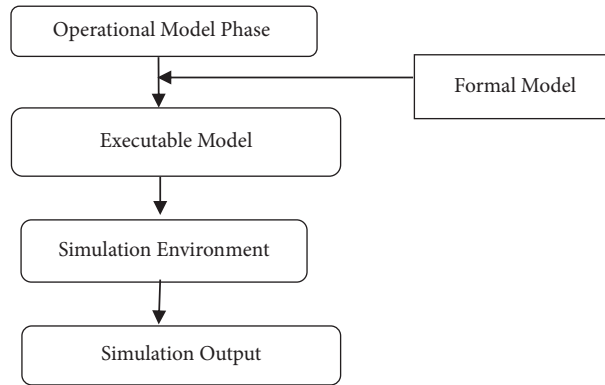 Operational Model Phase
Formal Model
Executable Model
Simulation Environment
Simulation Output